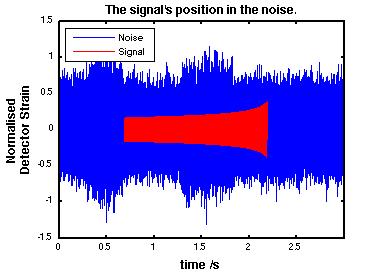 The signal's position in the noise.
1.5
Noise
Signal
1
0.5
0
-0.5
-1
-1.5
Normalised
Detector Strain
0 0.5 1 1.5 2 2.5
time /s